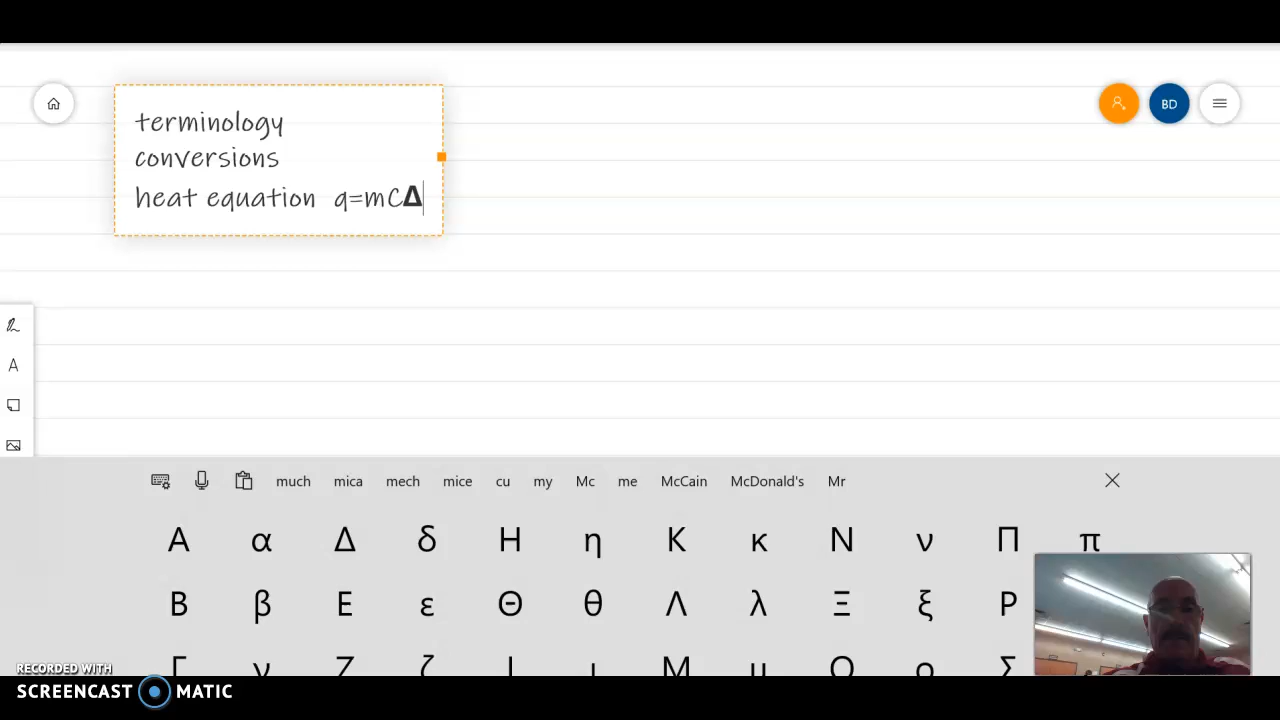 BD
terminology
conversions
heat equation q=mCΔ
A
much mica mech mice cu my Mc me McCain McDonald's Mr
Α α Δ δ Η η Κ κ Ν ν Π π
Β β Ε ε Θ θ Λ λ Ξ ξ Ρ
Γ γ Ζ ζ Ι ι Μ μ Ο ο Σ
RECORDED WITH
SCREENCAST MATIC